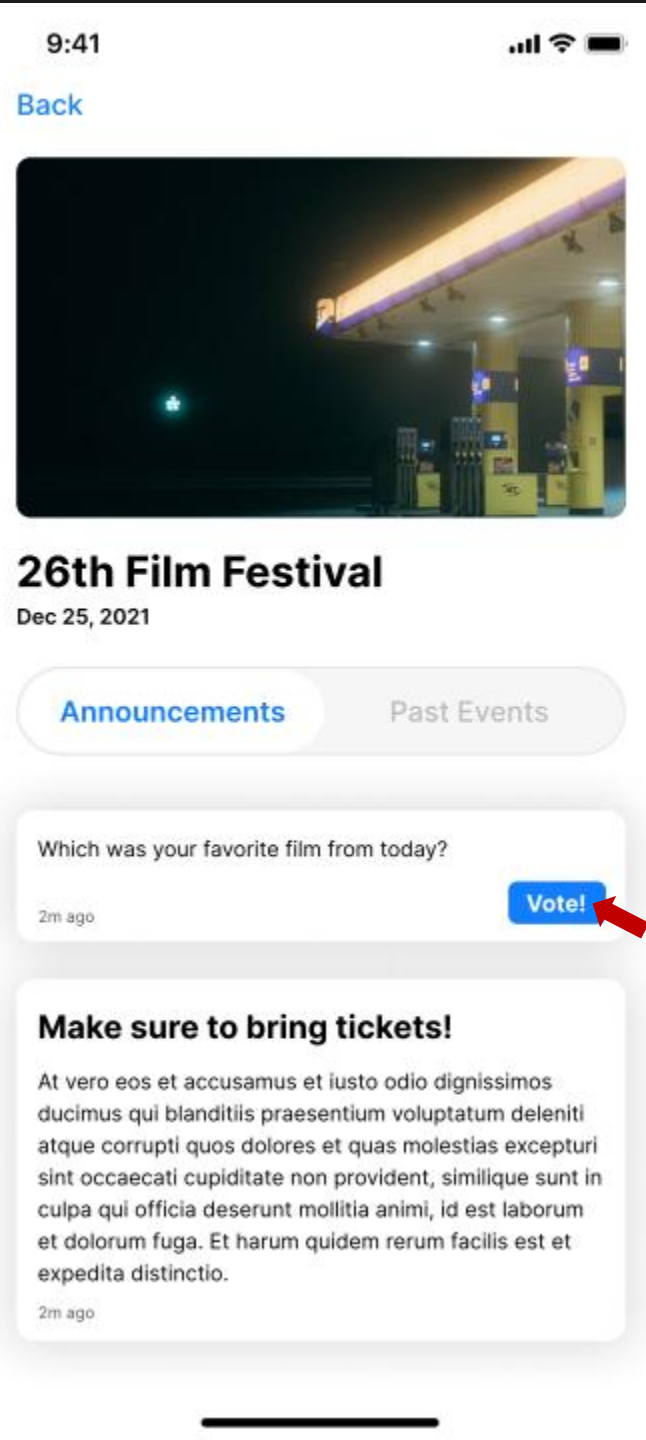 9:41
Back
26th Film Festival
Dec 25, 2021
Announcements
Past Events
Which was your favorite film from today?
2m ago
Vote!
Make sure to bring tickets!
At vero eos et accusamus et iusto odio dignissimos
ducimus qui blanditiis praesentium voluptatum deleniti
atque corrupti quos dolores et quas molestias excepturi
sint occaecati cupiditate non provident, similique sunt in
culpa qui officia deserunt mollitia animi, id est laborum
et dolorum fuga. Et harum quidem rerum facilis est et
expedita distinctio.
2m ago